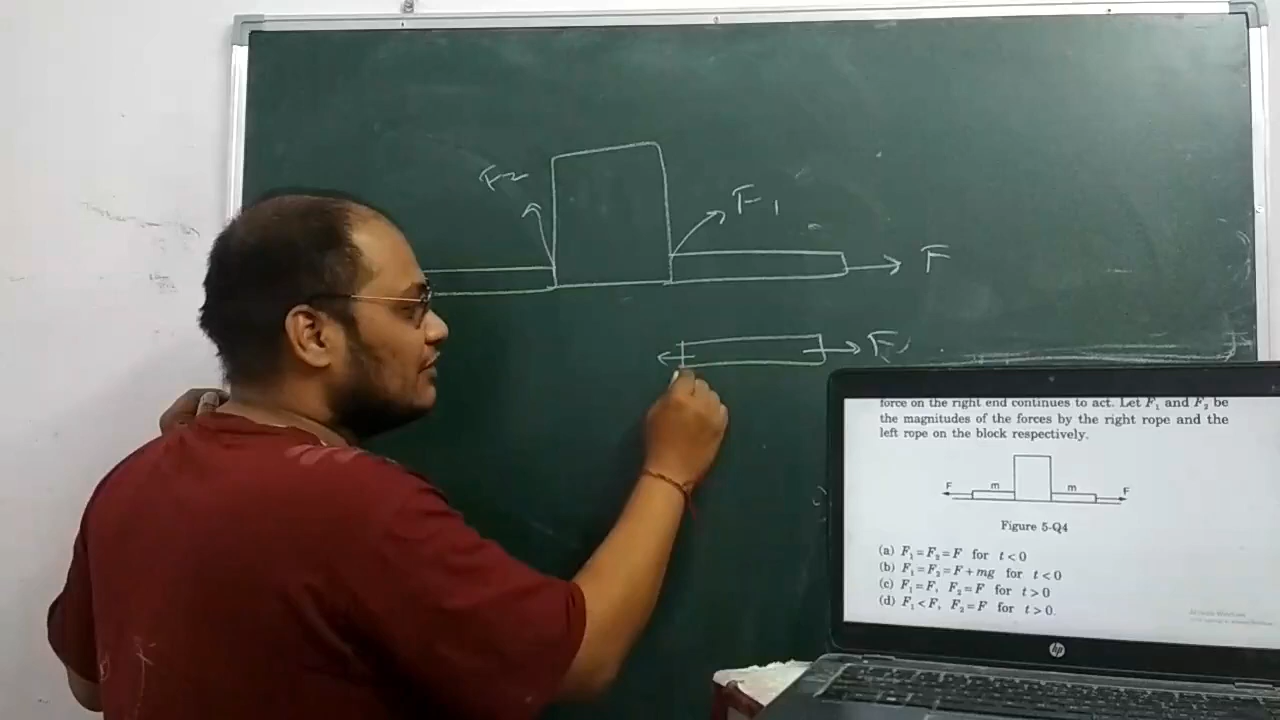 F2
F1
F
F
force on the right end continues to act. Let F₁ and F₂ be
the magnitudes of the forces by the right rope and the
left rope on the block respectively.
F m m F
Figure 5-Q4
(a) F₁ = F₂ = F for t < 0
(b) F₁ = F₂ = F + mg for t < 0
(c) F₁ = F, F₂ = F for t > 0
(d) F₁ < F, F₂ = F for t > 0.
hp